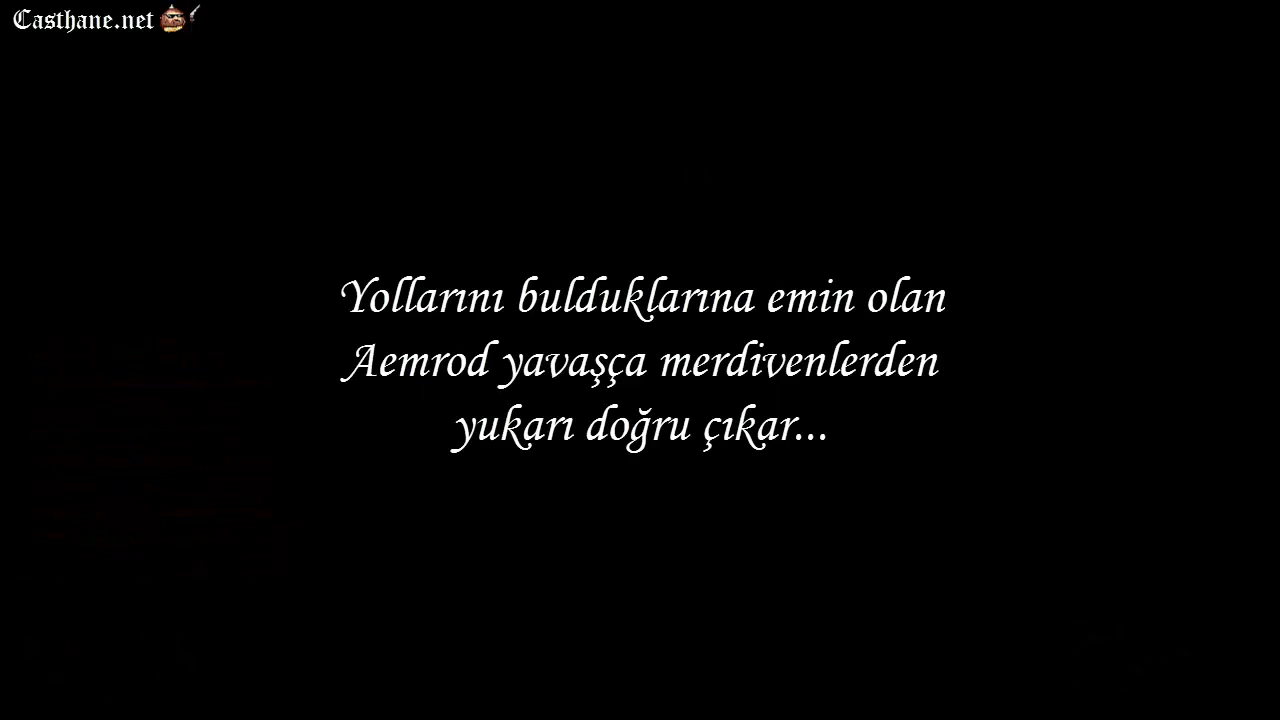 Casthane.net
Yollarını bulduklarına emin olan
Aemrod yavaşça merdivenlerden
yukarı doğru çıkar...